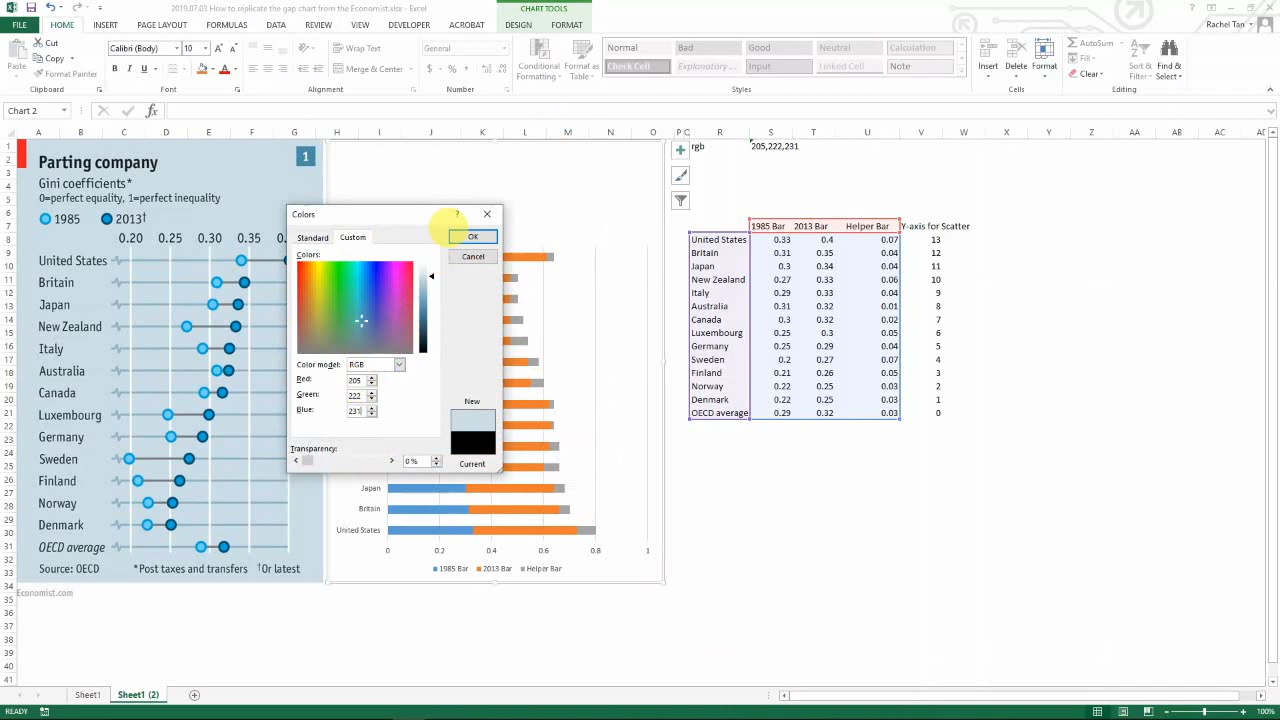 2019.07.03 How to replicate the gap chart from the Economist.xlsx - Excel
CHART TOOLS
FILE HOME INSERT PAGE LAYOUT FORMULAS DATA REVIEW VIEW DEVELOPER ACROBAT DESIGN FORMAT
Rachel Tan
Paste
Cut
Copy
Format Painter
Clipboard
Calibri (Body) 10
B I U
Font
Wrap Text
Merge & Center
Alignment
General
Number
Conditional Formatting
Format as Table
Normal Bad Good Neutral Calculation
Check Cell Explanatory ... Input Linked Cell Note
Styles
Insert Delete Format
Cells
AutoSum
Fill
Clear
Sort & Filter
Find & Select
Editing
Chart 2
fx
A B C D E F G H I J K L M N O P Q R S T U V W X Y Z AA AB AC AD
Parting company
1
Gini coefficients*
0=perfect equality, 1=perfect inequality
1985 2013†
0.20 0.25 0.30 0.35
United States
Britain
Japan
New Zealand
Italy
Australia
Canada
Luxembourg
Germany
Sweden
Finland
Norway
Denmark
OECD average
Source: OECD *Post taxes and transfers †Or latest
Economist.com
Colors
?
Standard Custom
OK
Cancel
Colors:
Color model: RGB
Red: 205
Green: 222
Blue: 231
New
Current
Transparency:
0 %
Japan
Britain
United States
0 0.2 0.4 0.6 0.8 1
1985 Bar 2013 Bar Helper Bar
rgb 205,222,231
1985 Bar 2013 Bar Helper Bar Y-axis for Scatter
United States 0.33 0.4 0.07 13
Britain 0.31 0.35 0.04 12
Japan 0.3 0.34 0.04 11
New Zealand 0.27 0.33 0.06 10
Italy 0.29 0.33 0.04 9
Australia 0.31 0.32 0.01 8
Canada 0.3 0.32 0.02 7
Luxembourg 0.25 0.3 0.05 6
Germany 0.25 0.29 0.04 5
Sweden 0.2 0.27 0.07 4
Finland 0.21 0.26 0.05 3
Norway 0.22 0.25 0.03 2
Denmark 0.22 0.25 0.03 1
OECD average 0.29 0.32 0.03 0
Sheet1 Sheet1 (2)
READY
100%